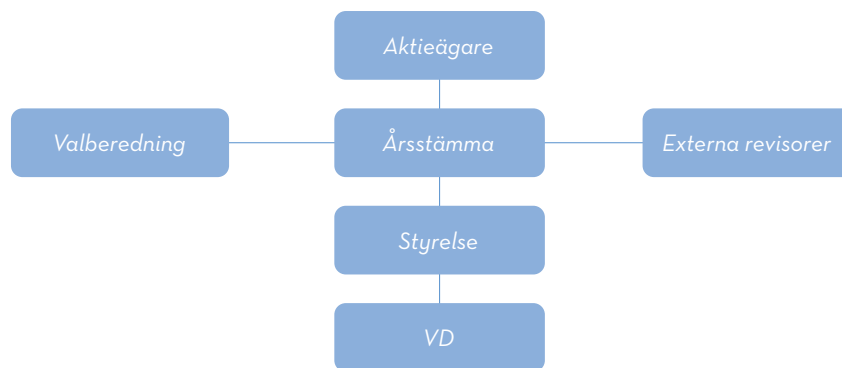 Aktieägare
Valberedning
Årsstämma
Externa revisorer
Styrelse
VD